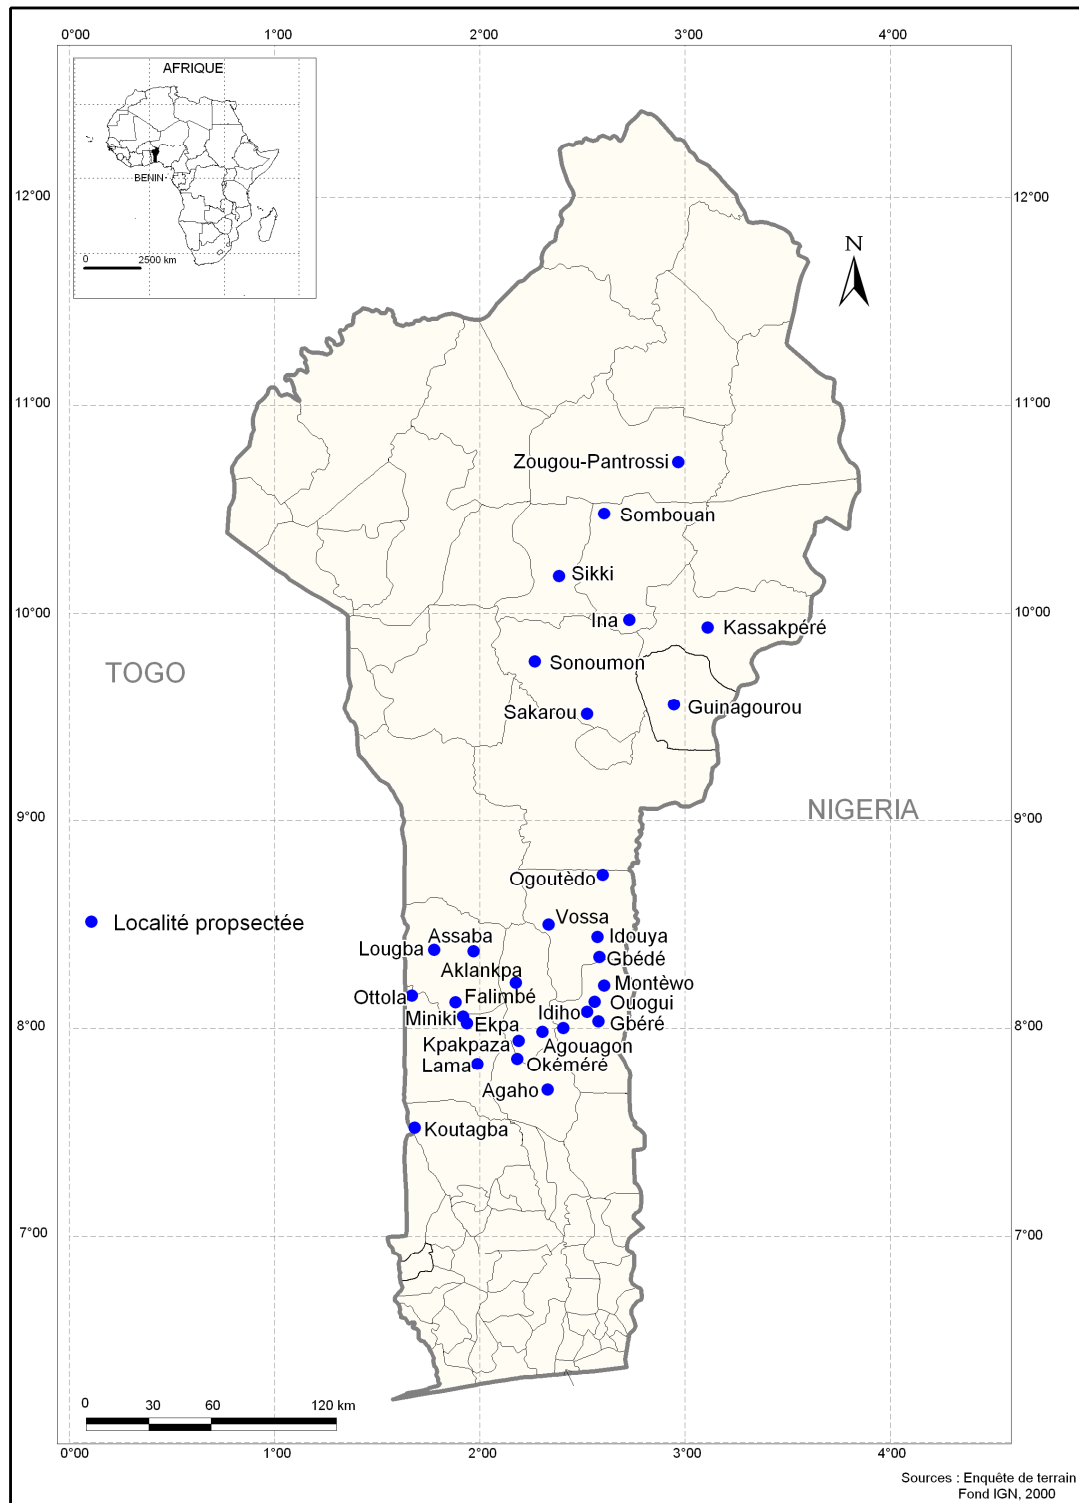 0°00 1°00 2°00 3°00 4°00
AFRIQUE
BENIN
0 2500 km
12°00 12°00
N
11°00 11°00
Zougou-Pantrossi
Sombouan
Sikki
10°00 10°00
Ina
Kassakpéré
Sonoumon
TOGO
Guinagourou
Sakarou
NIGERIA
9°00 9°00
Ogoutèdo
Vossa
Localité propsectée
Assaba
Idouya
Lougba
Gbédé
Aklankpa
Montèwo
Ottola
Falimbé
Ouogui
Idiho
Miniki
Ekpa
Gbéré
8°00 8°00
Kpakpaza
Agouagon
Lama
Okéméré
Agaho
Koutagba
7°00 7°00
0 30 60 120 km
0°00 1°00 2°00 3°00 4°00
Sources : Enquête de terrain
Fond IGN, 2000